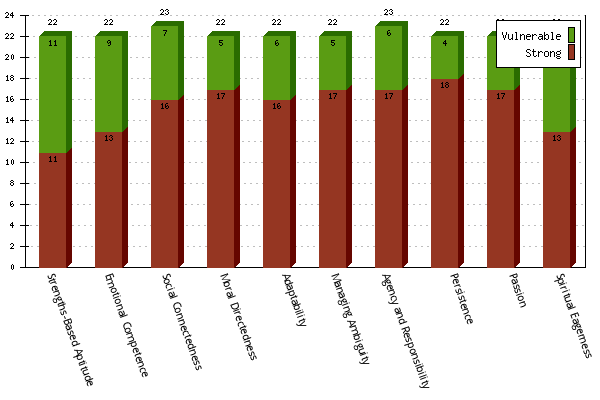 24
22
20
18
16
14
12
10
8
6
4
2
0
22 22 23 22 22 22 23 22
11 9 7 5 6 5 6 4
11 13 16 17 16 17 17 18 17 13
Vulnerable
Strong
Strengths-Based Aptitude
Emotional Competence
Social Connectedness
Moral Directedness
Adaptability
Managing Ambiguity
Agency and Responsibility
Persistence
Passion
Spiritual Eagerness